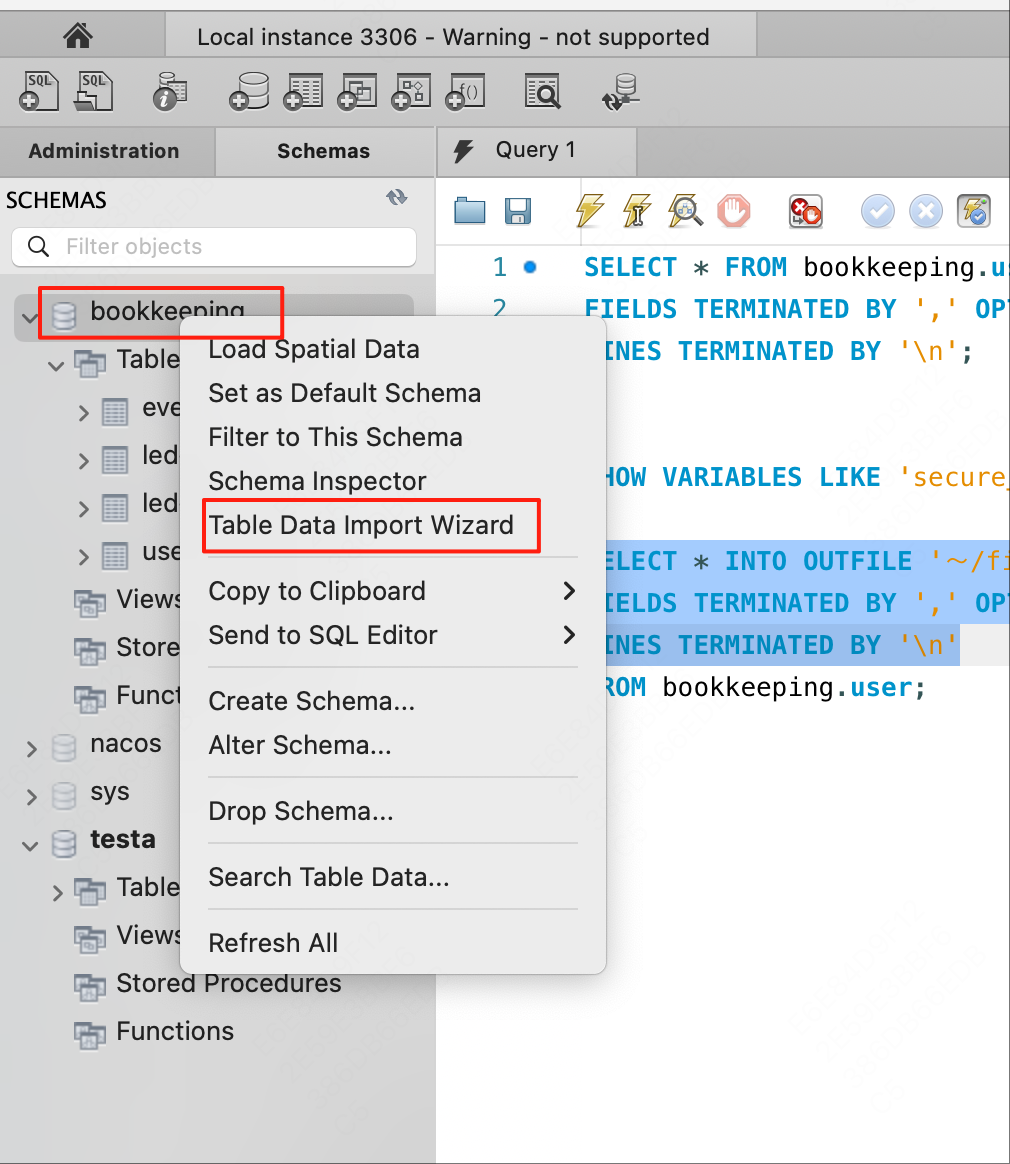 Local instance 3306 - Warning - not supported
SQL
SQL
f()
Administration
Schemas
Query 1
SCHEMAS
Filter objects
bookkeeping
Table
eve
led
led
use
Views
Store
Funct
nacos
sys
testa
Table
Views
Stored Procedures
Functions
Load Spatial Data
Set as Default Schema
Filter to This Schema
Schema Inspector
Table Data Import Wizard
Copy to Clipboard
Send to SQL Editor
Create Schema...
Alter Schema...
Drop Schema...
Search Table Data...
Refresh All
1 SELECT * FROM bookkeeping.us
2 FIELDS TERMINATED BY ',' OPT
INES TERMINATED BY '\n';
HOW VARIABLES LIKE 'secure_
ELECT * INTO OUTFILE '～/fi
IELDS TERMINATED BY ',' OPT
INES TERMINATED BY '\n'
ROM bookkeeping.user;